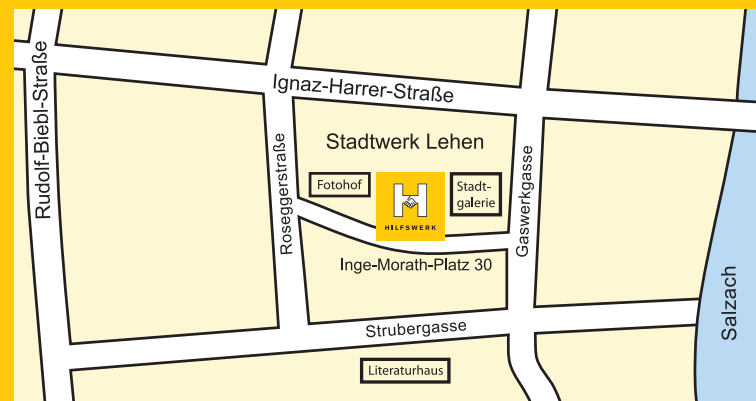 Rudolf-Biebl-Straße
Ignaz-Harrer-Straße
Roseggerstraße
Stadtwerk Lehen
Fotohof
H
HILFSWERK
Stadt-
galerie
Gaswerkgasse
Inge-Morath-Platz 30
Strubergasse
Literaturhaus
Salzach